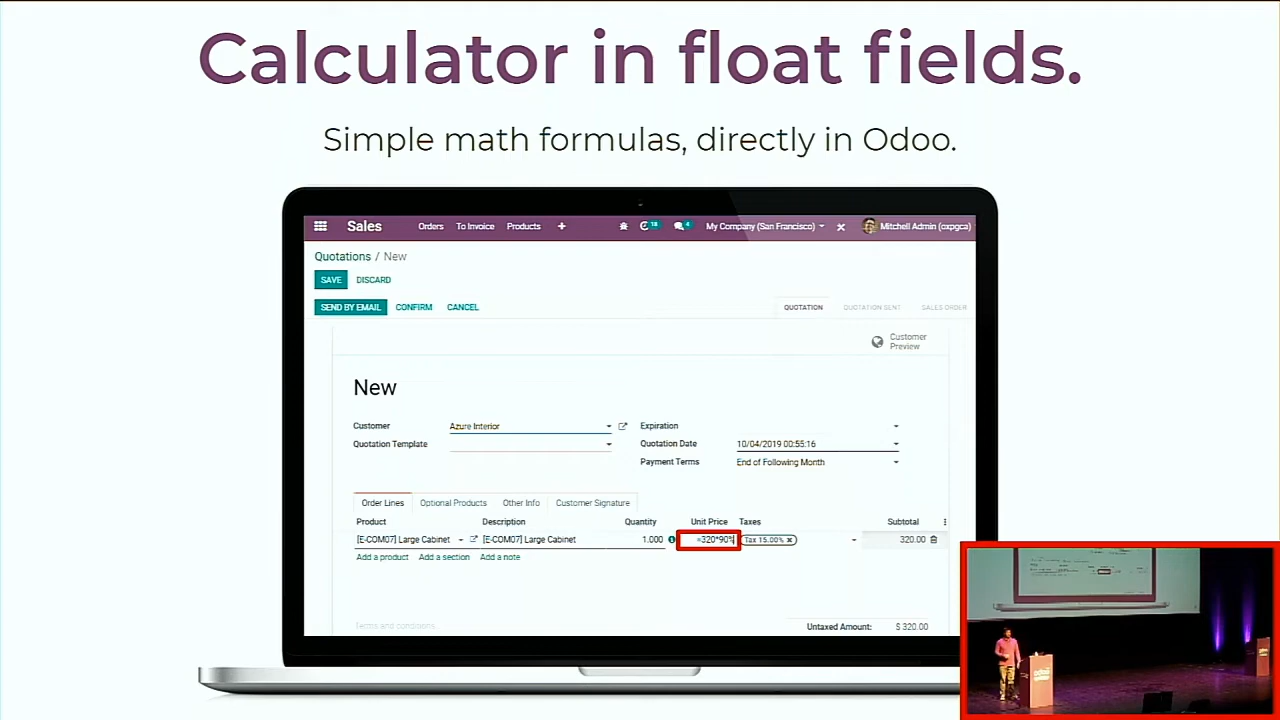 Calculator in float fields.
Simple math formulas, directly in Odoo.
Sales Orders To Invoice Products + 18 4 My Company (San Francisco) Mitchell Admin (oxpgca)
Quotations / New
SAVE DISCARD
SEND BY EMAIL CONFIRM CANCEL QUOTATION QUOTATION SENT SALES ORDER
Customer
Preview
New
Customer Azure Interior Expiration
Quotation Template Quotation Date 10/04/2019 00:55:16
Payment Terms End of Following Month
Order Lines Optional Products Other Info Customer Signature
Product Description Quantity Unit Price Taxes Subtotal
[E-COM07] Large Cabinet [E-COM07] Large Cabinet 1.000 =320*90% Tax 15.00% × 320.00
Add a product Add a section Add a note
Terms and conditions... Untaxed Amount: $ 320.00